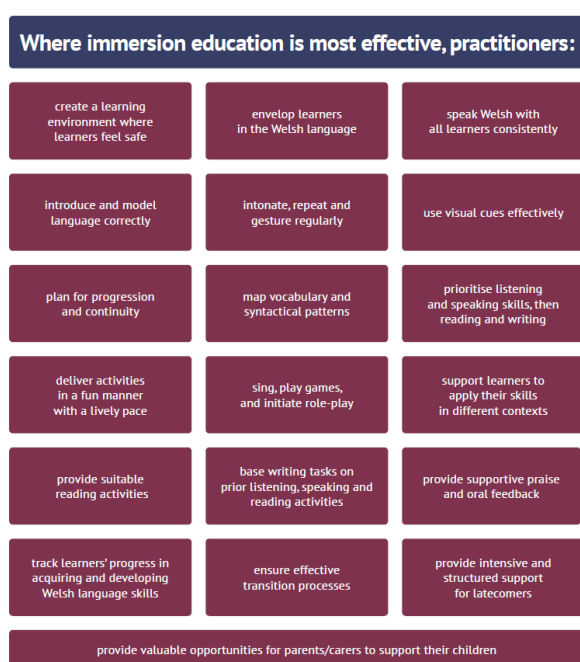 Where immersion education is most effective, practitioners:
create a learning
environment where
learners feel safe
envelop learners
in the Welsh language
speak Welsh with
all learners consistently
introduce and model
language correctly
intonate, repeat and
gesture regularly
use visual cues effectively
plan for progression
and continuity
map vocabulary and
syntactical patterns
prioritise listening
and speaking skills, then
reading and writing
deliver activities
in a fun manner
with a lively pace
sing, play games,
and initiate role-play
support learners to
apply their skills
in different contexts
provide suitable
reading activities
base writing tasks on
prior listening, speaking and
reading activities
provide supportive praise
and oral feedback
track learners’ progress in
acquiring and developing
Welsh language skills
ensure effective
transition processes
provide intensive and
structured support
for latecomers
provide valuable opportunities for parents/carers to support their children